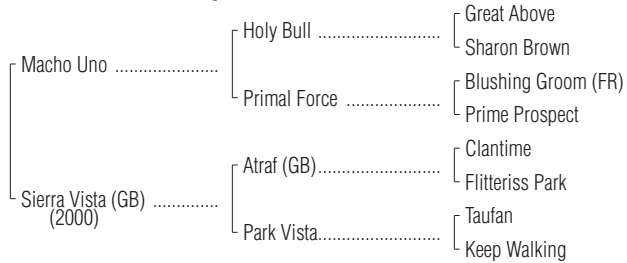 Great Above
Holy Bull ........................
Sharon Brown
Macho Uno ....................
Blushing Groom (FR)
Primal Force ..................
Prime Prospect
Clantime
Atraf (GB)........................
Flitteriss Park
Sierra Vista (GB) .............
(2000)
Taufan
Park Vista........................
Keep Walking